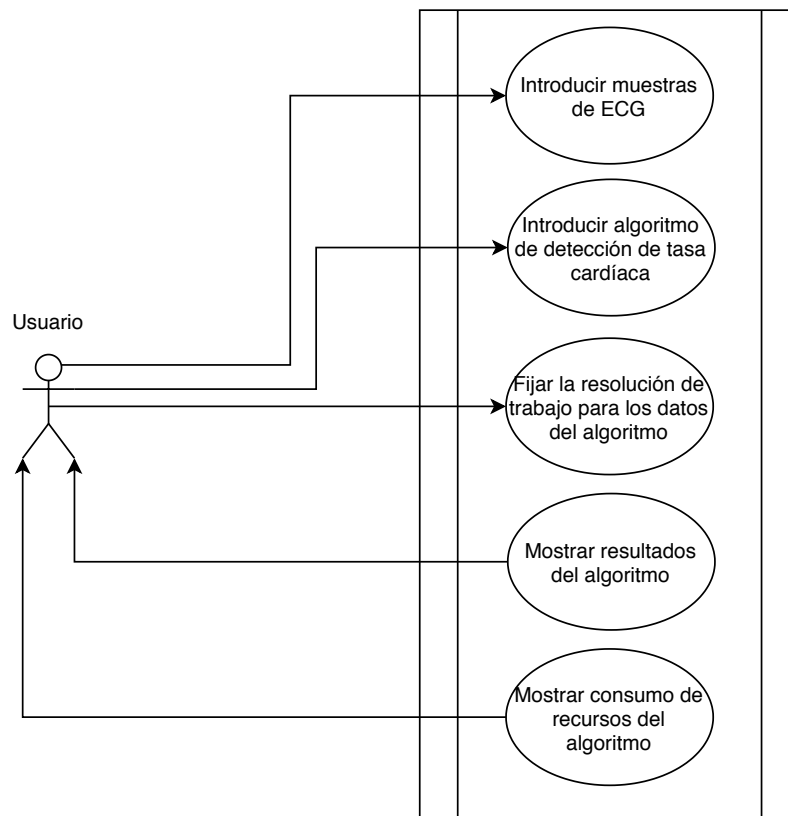 Introducir muestras
de ECG
Introducir algoritmo
de detección de tasa
cardíaca
Usuario
Fijar la resolución de
trabajo para los datos
del algoritmo
Mostrar resultados
del algoritmo
Mostrar consumo de
recursos del
algoritmo